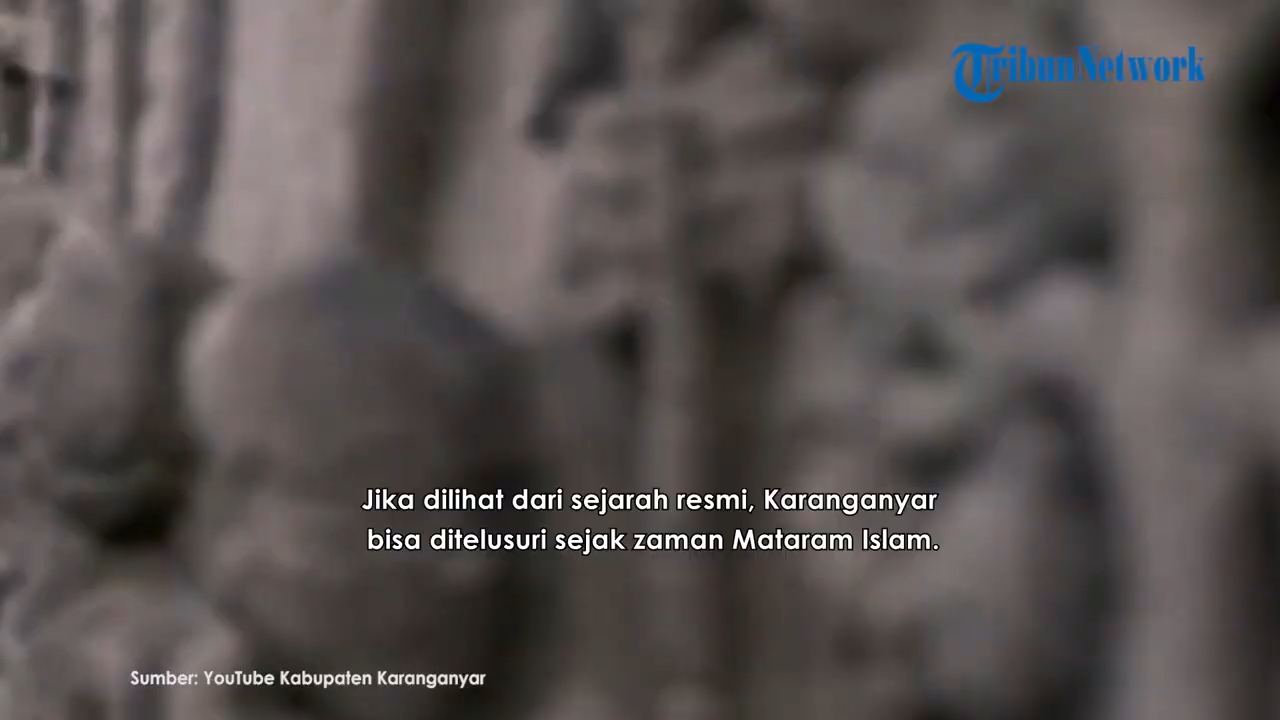 TribunNetwork
Jika dilihat dari sejarah resmi, Karanganyar
bisa ditelusuri sejak zaman Mataram Islam.
Sumber: YouTube Kabupaten Karanganyar